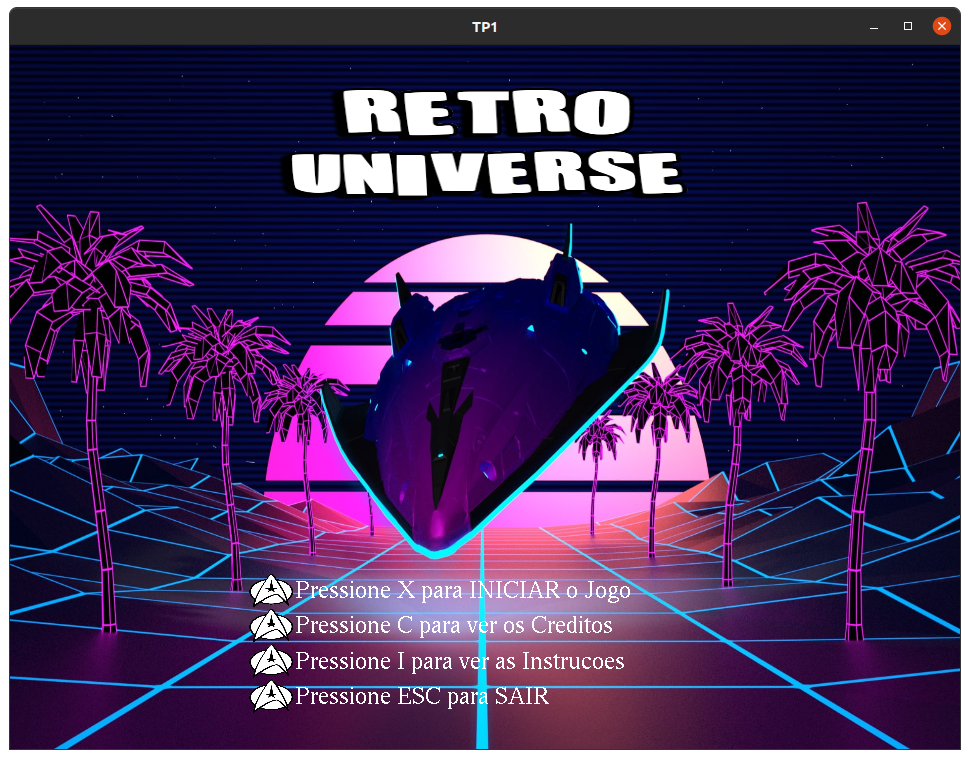 TP1
RETRO
UNIVERSE
Pressione X para INICIAR o Jogo
Pressione C para ver os Creditos
Pressione I para ver as Instrucoes
Pressione ESC para SAIR